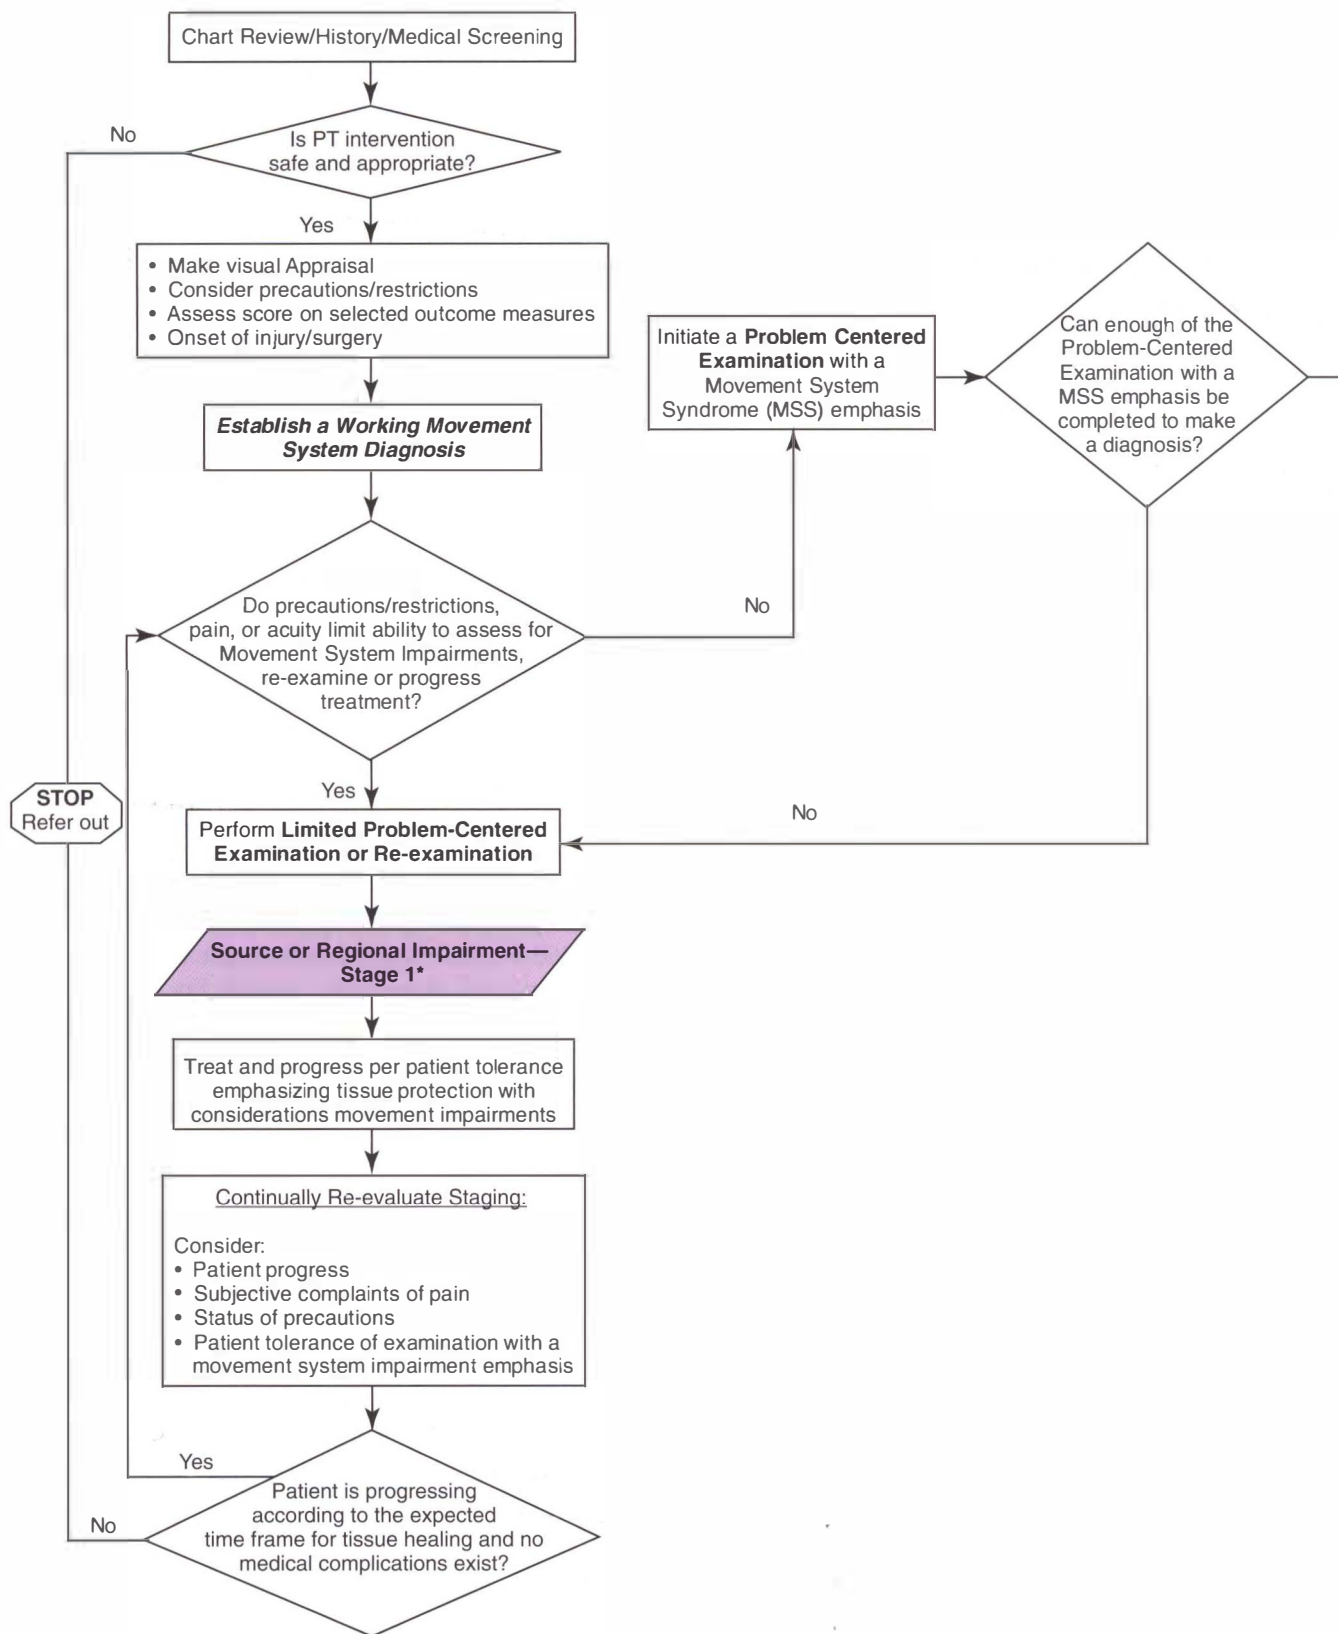 Chart Review/History/Medical Screening
No
Is PT intervention
safe and appropriate?
Yes
• Make visual Appraisal
• Consider precautions/restrictions
• Assess score on selected outcome measures
• Onset of injury/surgery
Establish a Working Movement
System Diagnosis
Initiate a Problem Centered
Examination with a
Movement System
Syndrome (MSS) emphasis
Can enough of the
Problem-Centered
Examination with a
MSS emphasis be
completed to make
a diagnosis?
Do precautions/restrictions,
pain, or acuity limit ability to assess for
Movement System Impairments,
re-examine or progress
treatment?
No
Yes
STOP
Refer out
No
Perform Limited Problem-Centered
Examination or Re-examination
Source or Regional Impairment—
Stage 1*
Treat and progress per patient tolerance
emphasizing tissue protection with
considerations movement impairments
Continually Re-evaluate Staging:
Consider:
• Patient progress
• Subjective complaints of pain
• Status of precautions
• Patient tolerance of examination with a
movement system impairment emphasis
Yes
No
Patient is progressing
according to the expected
time frame for tissue healing and no
medical complications exist?